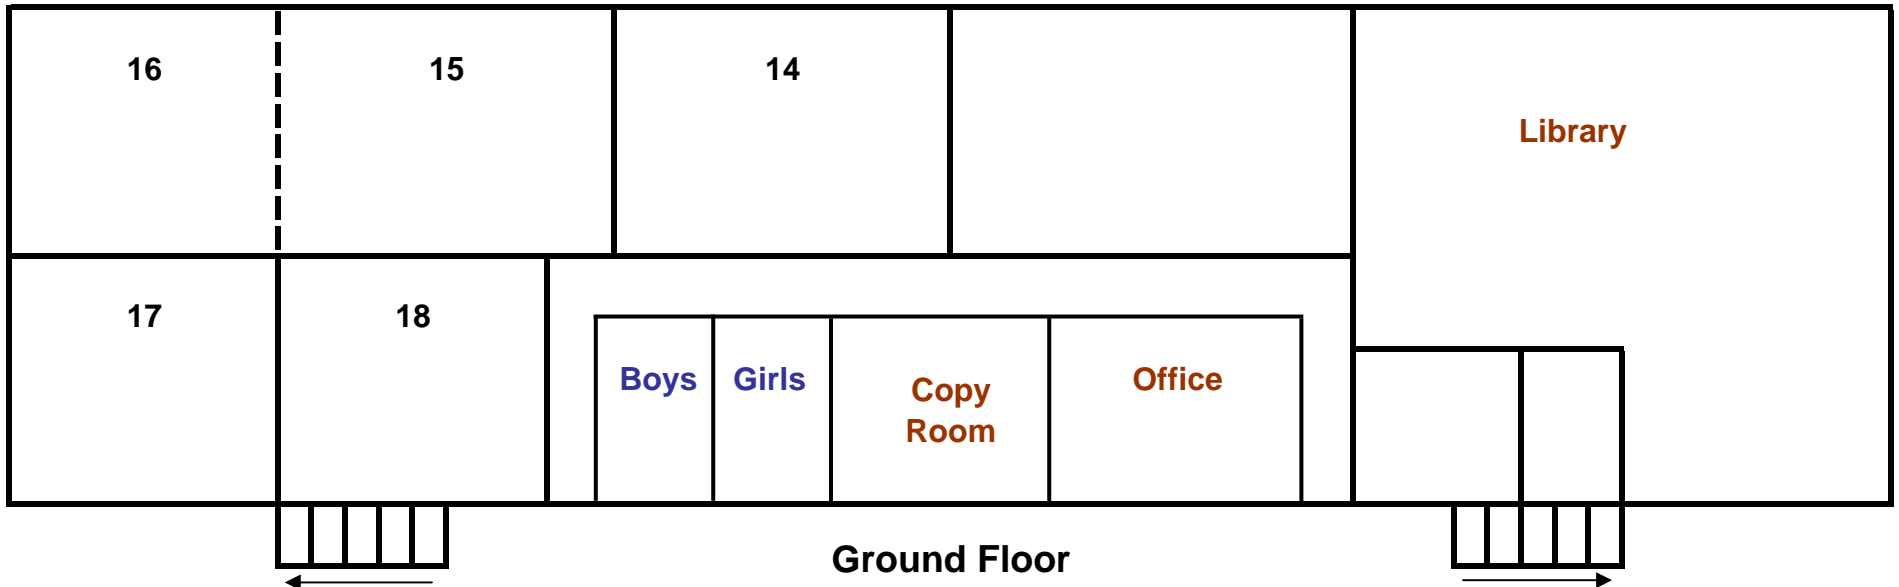 16
15
14
Library
17
18
Boys
Girls
Copy
Room
Office
Ground Floor